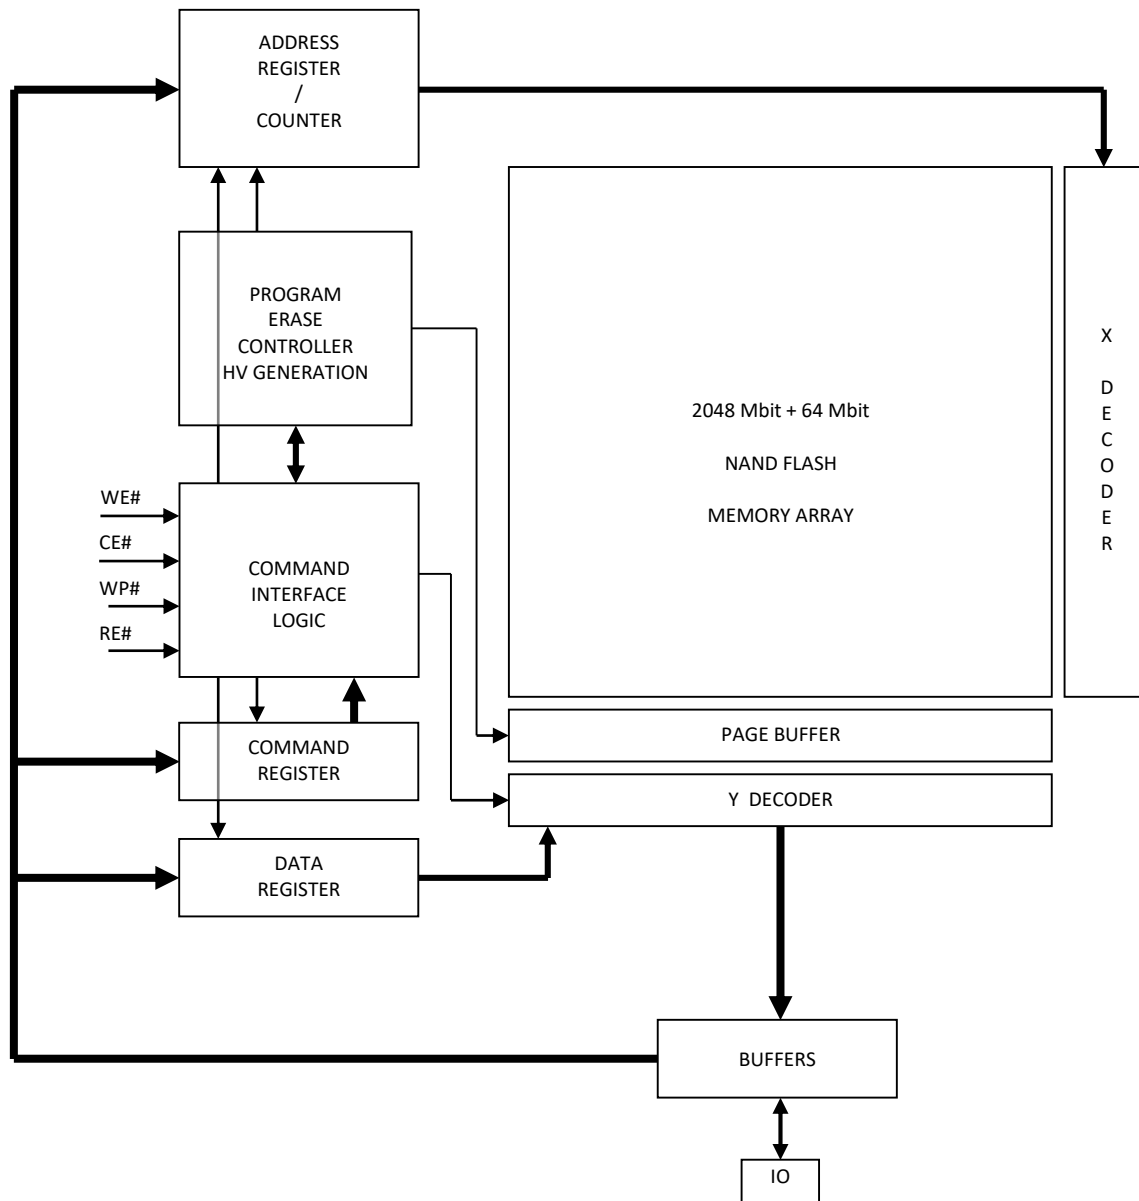 ADDRESS
REGISTER
/
COUNTER
PROGRAM
ERASE
CONTROLLER
HV GENERATION
2048 Mbit + 64 Mbit
NAND FLASH
MEMORY ARRAY
X
D
E
C
O
D
E
R
WE#
CE#
WP#
RE#
COMMAND
INTERFACE
LOGIC
PAGE BUFFER
COMMAND
REGISTER
Y DECODER
DATA
REGISTER
BUFFERS
IO